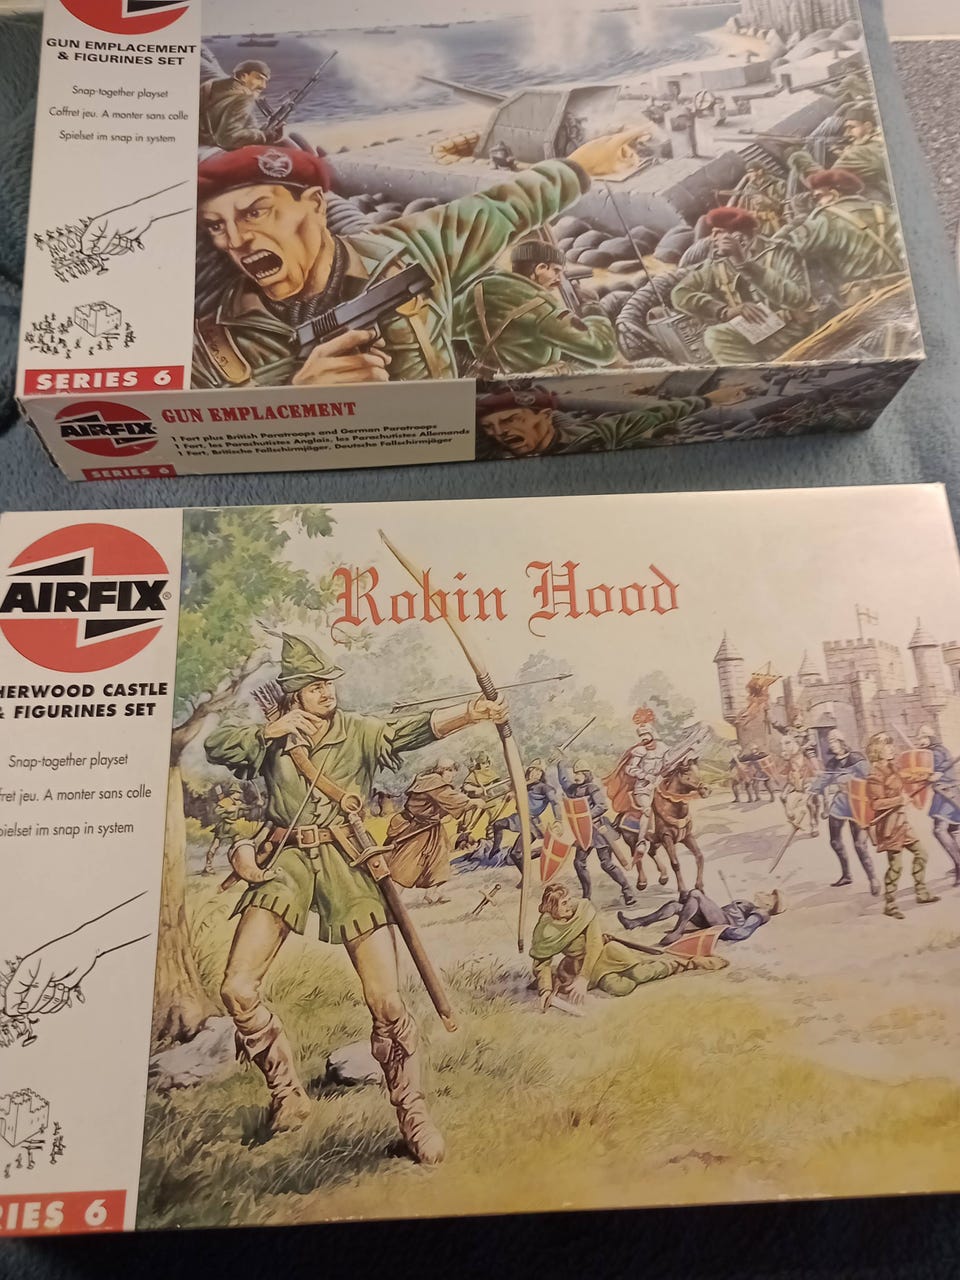 GUN EMPLACEMENT
& FIGURINES SET
Snap-together playset
Coffret jeu. A monter sans colle
Spielset im snap in system
SERIES 6
AIRFIX
GUN EMPLACEMENT
1 Fort plus British Paratroops and German Paratroops
1 Fort, les Parachutistes Anglais, les Parachutistes Allemands
1 Fort, Britische Fallschirmjäger, Deutsche Fallschirmjäger
SERIES 6
AIRFIX®
Robin Hood
HERWOOD CASTLE
& FIGURINES SET
Snap-together playset
fret jeu. A monter sans colle
pielset im snap in system
RIES 6